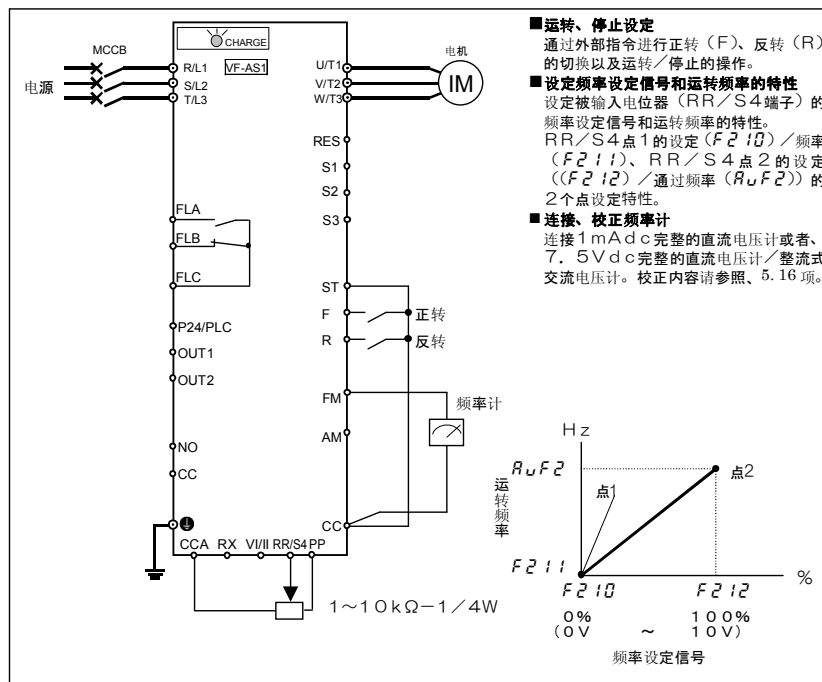 CHARGE
MCCB
VF-AS1
电源
R/L1
S/L2
T/L3
U/T1
V/T2
W/T3
电机
IM
RES
S1
S2
S3
FLA
FLB
FLC
ST
F
正转
R
反转
P24/PLC
OUT1
OUT2
FM
频率计
AM
NO
CC
CC
CCA RX VI/II RR/S4 PP
1～10kΩ－1／4W
■运转、停止设定
通过外部指令进行正转（F）、反转（R）
的切换以及运转／停止的操作。
■设定频率设定信号和运转频率的特性
设定被输入电位器（RR／S4端子）的
频率设定信号和运转频率的特性。
RR／S4点1的设定（F210）／频率
（F211）、RR／S4点2的设定
（(F212）／通过频率（AuF2)）的
2个点设定特性。
■连接、校正频率计
连接1mAdc完整的直流电压计或者、
7．5Vdc完整的直流电压计／整流式
交流电压计。校正内容请参照、5.16 项。
Hz
AuF2
运转频率
点1
点2
F211
%
F210
F212
0%
100%
(0V ～ 10V)
频率设定信号